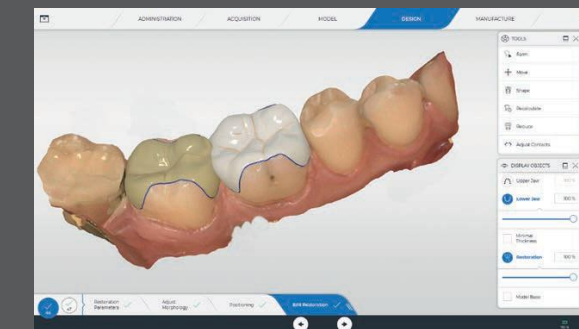 ADMINISTRATION
ACQUISITION
MODEL
DESIGN
MANUFACTURE
TOOLS
Form
Move
Shape
Reduce
Adjust Contacts
DISPLAY OBJECTS
Upper Jaw
Lower Jaw
100 %
Minimal
Thickness
Restoration
100 %
Model Base
Restoration
Parameters
Adjust
Morphology
Positioning
Edit Restoration